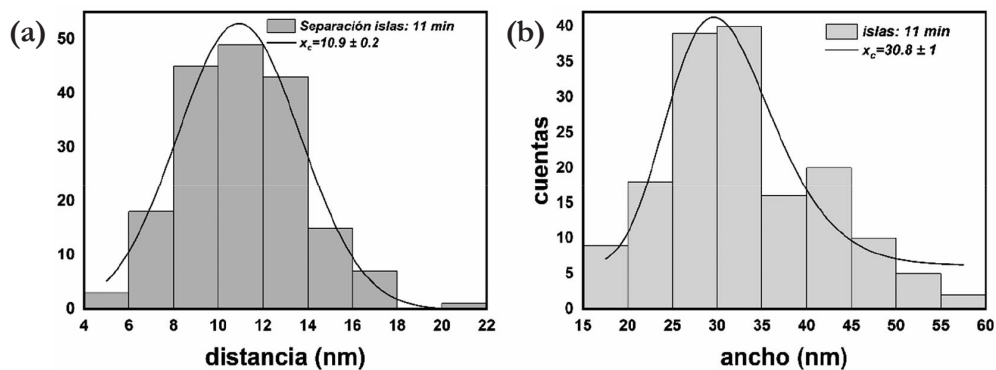 (a)
Separación islas: 11 min
x_c=10.9 ± 0.2
50
40
30
20
10
0
4 6 8 10 12 14 16 18 20 22
distancia (nm)
(b)
islas: 11 min
x_c=30.8 ± 1
cuentas
40
35
30
25
20
15
10
5
0
15 20 25 30 35 40 45 50 55 60
ancho (nm)